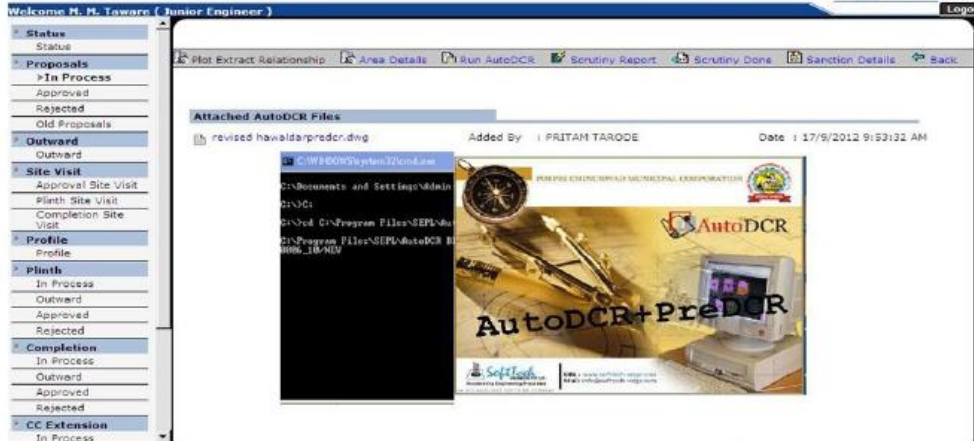 Welcome M. M. Taware ( Junior Engineer )
Logo
Status
Status
Proposals
>In Process
Approved
Rejected
Old Proposals
Outward
Outward
Site Visit
Approval Site Visit
Plinth Site Visit
Completion Site
Visit
Profile
Profile
Plinth
In Process
Outward
Approved
Rejected
Completion
In Process
Outward
Approved
Rejected
CC Extension
In Process
Plot Extract Relationship Area Details Run AutoDCR Scrutiny Report Scrutiny Done Sanction Details Back
Attached AutoDCR Files
revised hawaldarpredcr.dwg Added By : PRITAM TARODE Date : 17/9/2012 9:53:32 AM
C:\WINDOWS\system32\cmd.exe
C:\Documents and Settings\Admin
C:\>C:
C:\>cd C:\Program Files\SEPL\Aut
C:\Program Files\SEPL\AutoDCR
PIMPRI CHINCHWAD MUNICIPAL CORPORATION
AutoDCR
AutoDCR+PreDCR
SoftTech